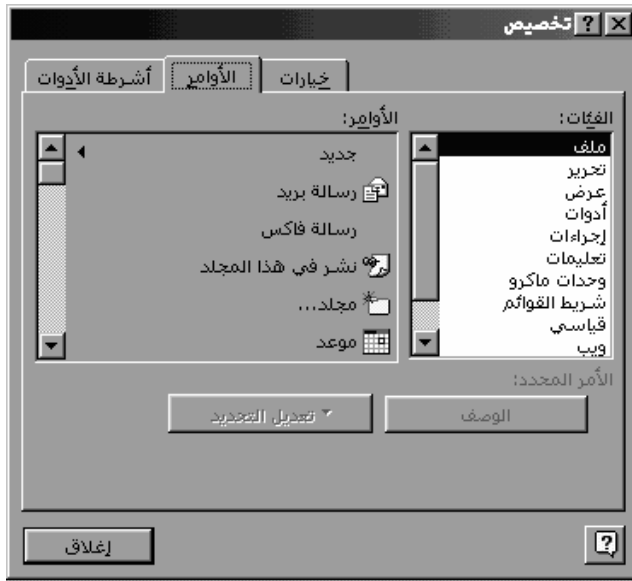 تخصيص
أشرطة الأدوات
الأوامر
خيارات
الفئات:
ملف
تحرير
عرض
أدوات
إجراءات
تعليمات
وحدات ماكرو
شريط القوائم
قياسي
ويب
الأوامر:
جديد
رسالة بريد
رسالة فاكس
نشر في هذا المجلد
مجلد...
موعد
الأمر المحدد:
الوصف
تعديل التحديد
إغلاق